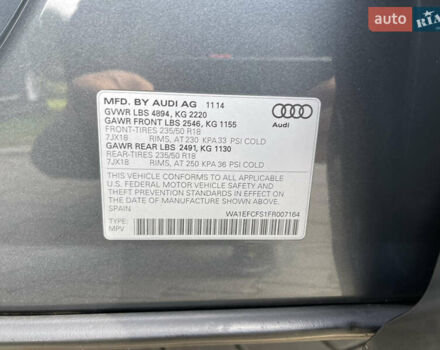 RIA.com
MFD. BY AUDI AG 11 14
GVWR LBS 4894, KG 2220
GAWR FRONT LBS 2546, KG 1155
FRONT-TIRES 235/50 R18
7JX18 RIMS, AT 230 KPA 33 PSI COLD
GAWR REAR LBS 2491, KG 1130
REAR-TIRES 235/50 R18
7JX18 RIMS, AT 250 KPA 36 PSI COLD
Audi
THIS VEHICLE CONFORMS TO ALL APPLICABLE
U.S. FEDERAL MOTOR VEHICLE SAFETY AND
THEFT PREVENTION STANDARDS IN EFFECT ON
THE DATE OF MANUFACTURE SHOWN ABOVE.
SPAI WA1EFCFS1FR007164
TYPE:
MPV